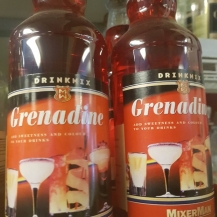 DRINKMIX
Grenadine
ADD SWEETNESS AND COLOUR
TO YOUR DRINKS
DRINKMIX
Grenadine
ADD SWEETNESS AND COLOUR
TO YOUR DRINKS
MIXERMAN